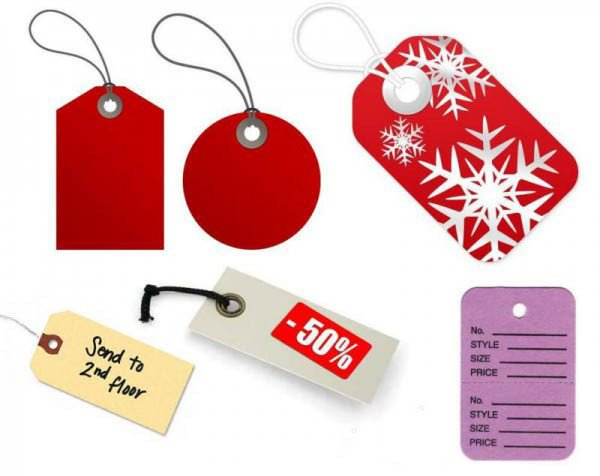 Send to
2nd floor
- 50%
No.
STYLE
SIZE
PRICE
No.
STYLE
SIZE
PRICE